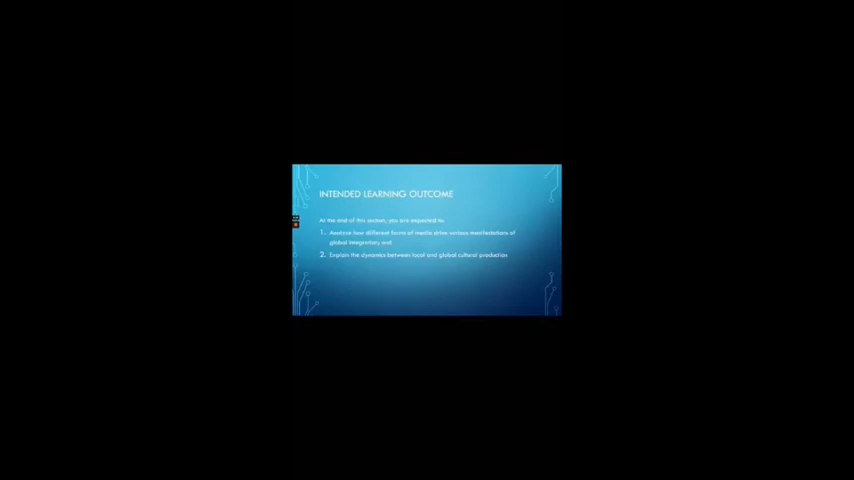 INTENDED LEARNING OUTCOME
At the end of this section, you are expected to:
1. Analyze how different forms of media drive various manifestations of
global integration; and
2. Explain the dynamics between local and global cultural production